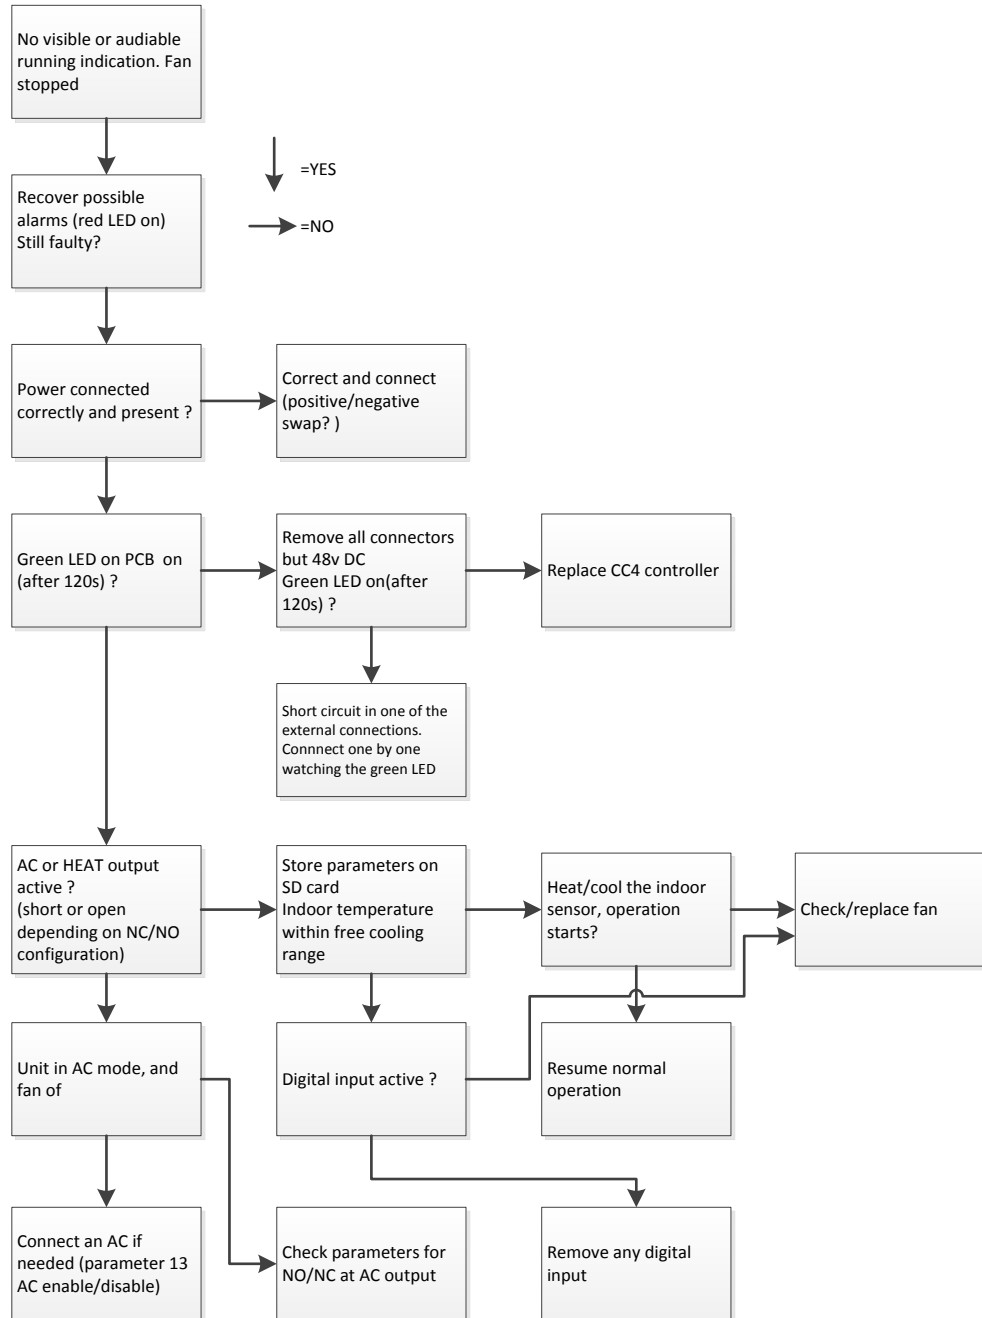 No visible or audiable
running indication. Fan
stopped
=YES
Recover possible
alarms (red LED on)
Still faulty?
=NO
Power connected
correctly and present ?
Correct and connect
(positive/negative
swap? )
Green LED on PCB on
(after 120s) ?
Remove all connectors
but 48v DC
Green LED on(after
120s) ?
Replace CC4 controller
Short circuit in one of the
external connections.
Connnect one by one
watching the green LED
AC or HEAT output
active ?
(short or open
depending on NC/NO
configuration)
Store parameters on
SD card
Indoor temperature
within free cooling
range
Heat/cool the indoor
sensor, operation
starts?
Check/replace fan
Unit in AC mode, and
fan of
Digital input active ?
Resume normal
operation
Connect an AC if
needed (parameter 13
AC enable/disable)
Check parameters for
NO/NC at AC output
Remove any digital
input